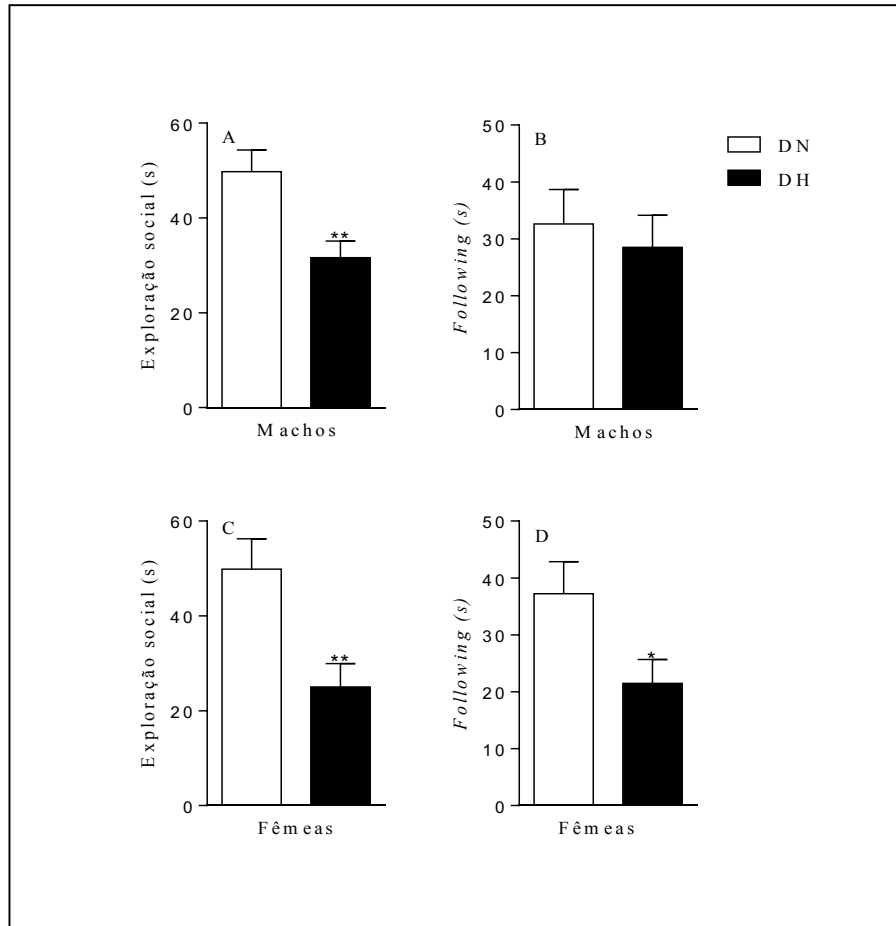 A
Exploração social (s)
60
40
20
0
**
Machos
B
Following (s)
50
40
30
20
10
0
Machos
DN
DH
C
Exploração social (s)
60
40
20
0
**
Fêmeas
D
Following (s)
50
40
30
20
10
0
*
Fêmeas